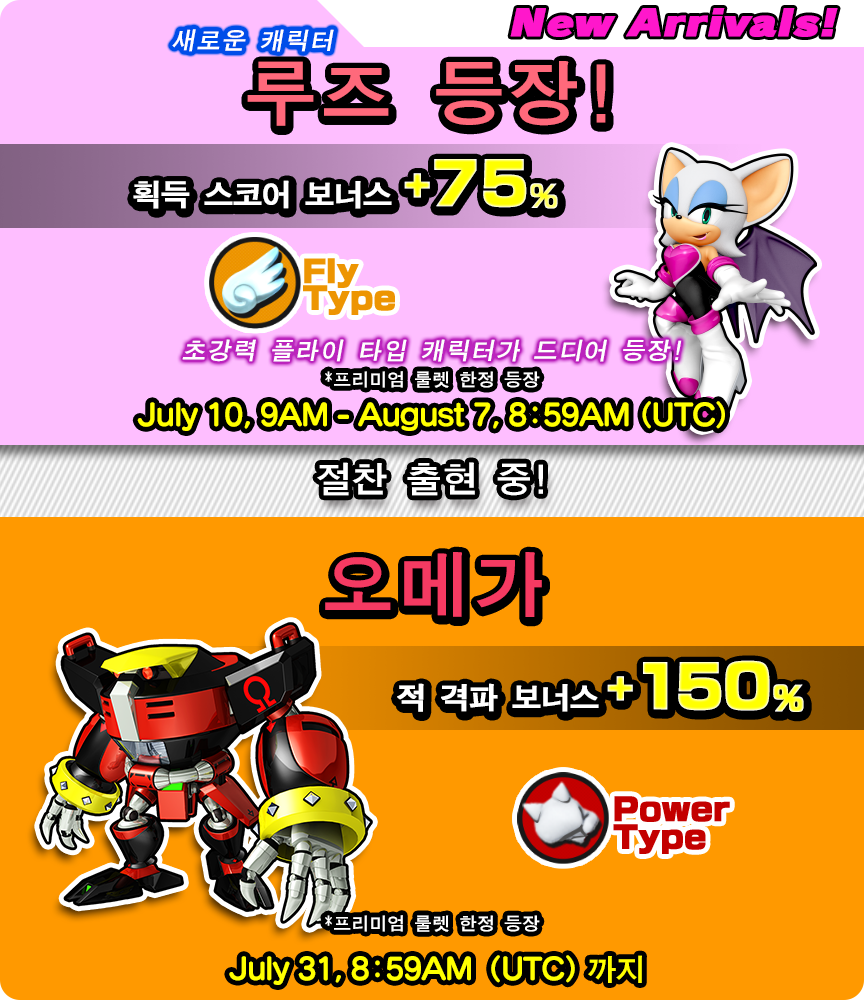 New Arrivals!
새로운 캐릭터
루즈 등장!
획득 스코어 보너스 +75%
Fly
Type
초강력 플라이 타입 캐릭터가 드디어 등장!
*프리미엄 룰렛 한정 등장
July 10, 9AM - August 7, 8:59AM (UTC)
절찬 출현 중!
오메가
적 격파 보너스 +150%
Power
Type
*프리미엄 룰렛 한정 등장
July 31, 8:59AM (UTC) 까지